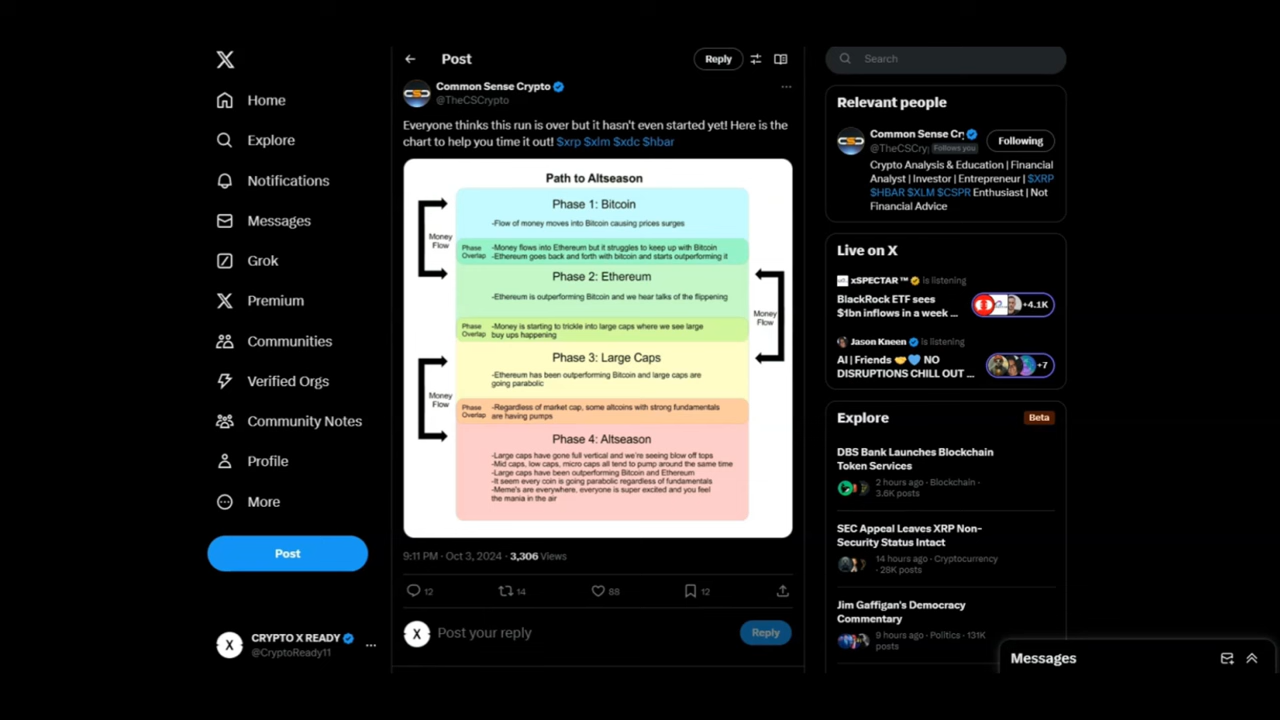 Home
Explore
Notifications
Messages
Grok
Premium
Communities
Verified Orgs
Community Notes
Profile
More
Post
CRYPTO X READY
@CryptoReady11
Post
Reply
Common Sense Crypto
@TheCSCrypto
Everyone thinks this run is over but it hasn't even started yet! Here is the
chart to help you time it out! $xrp $xlm $xdc $hbar
Path to Altseason
Phase 1: Bitcoin
-Flow of money moves into Bitcoin causing prices surges
Money
Flow
Phase
Overlap
-Money flows into Ethereum but it struggles to keep up with Bitcoin
-Ethereum goes back and forth with bitcoin and starts outperforming it
Phase 2: Ethereum
-Ethereum is outperforming Bitcoin and we hear talks of the flippening
Money
Flow
Phase
Overlap
-Money is starting to trickle into large caps where we see large
buy ups happening
Phase 3: Large Caps
-Ethereum has been outperforming Bitcoin and large caps are
going parabolic
Money
Flow
Phase
Overlap
-Regardless of market cap, some altcoins with strong fundamentals
are having pumps
Phase 4: Altseason
-Large caps have gone full vertical and we're seeing blow off tops
-Mid caps, low caps, micro caps all tend to pump around the same time
-Large caps have been outperforming Bitcoin and Ethereum
-It seem every coin is going parabolic regardless of fundamentals
-Meme's are everywhere, everyone is super excited and you feel
the mania in the air
9:11 PM · Oct 3, 2024 · 3,306 Views
12
14
88
12
X
Post your reply
Reply
Search
Relevant people
Common Sense Cr
@TheCSCry Follows you
Following
Crypto Analysis & Education | Financial
Analyst | Investor | Entrepreneur | $XRP
$HBAR $XLM $CSPR Enthusiast | Not
Financial Advice
Live on X
xSPECTAR ™ is listening
BlackRock ETF sees
$1bn inflows in a week ...
+4.1K
Jason Kneen is listening
AI | Friends 🤝💙 NO
DISRUPTIONS CHILL OUT ...
+7
Explore
Beta
DBS Bank Launches Blockchain
Token Services
2 hours ago · Blockchain ·
3.6K posts
SEC Appeal Leaves XRP Non-
Security Status Intact
14 hours ago · Cryptocurrency
· 28K posts
Jim Gaffigan's Democracy
Commentary
9 hours ago · Politics · 131K
posts
Messages